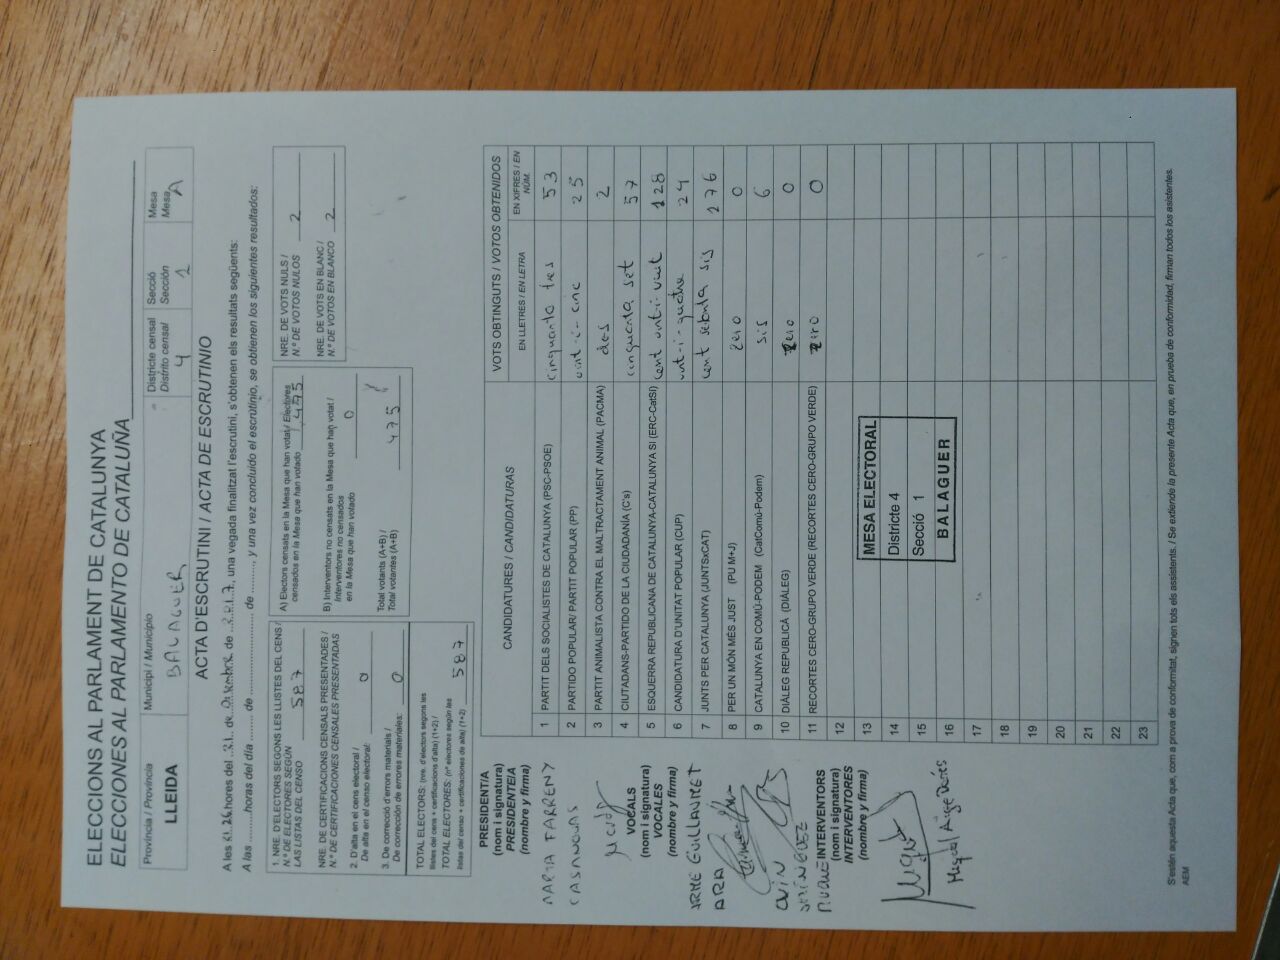 ELECCIONS AL PARLAMENT DE CATALUNYA
ELECCIONES AL PARLAMENTO DE CATALUÑA
Província / Provincia
LLEIDA
Municipi / Municipio
BALAGUER
Districte censal
Distrito censal
4
Secció
Sección
1
Mesa
Mesa
A
ACTA D'ESCRUTINI / ACTA DE ESCRUTINIO
A les 21.26 hores del 21 de Desembre de 2017, una vegada finalitzat l'escrutini, s'obtenen els resultats següents:
A las ............ horas del día ........ de ........................ de .........., y una vez concluido el escrutinio, se obtienen los siguientes resultados:
1. NRE. D'ELECTORS SEGONS LES LLISTES DEL CENS /
N.º DE ELECTORES SEGÚN
LAS LISTAS DEL CENSO 587
NRE. DE CERTIFICACIONS CENSALS PRESENTADES /
N.º DE CERTIFICACIONES CENSALES PRESENTADAS
2. D'alta en el cens electoral /
De alta en el censo electoral: 0
3. De correcció d'errors materials /
De corrección de errores materiales: 0
TOTAL ELECTORS: (nre. d'electors segons les
llistes del cens + certificacions d'alta) (1+2) /
TOTAL ELECTORES: (nº electores según las
listas del censo + certificaciones de alta) (1+2) 587
A) Electors censats en la Mesa que han votat / Electores
censados en la Mesa que han votado 475
B) Interventors no censats en la Mesa que han votat /
Interventores no censados
en la Mesa que han votado 0
Total votants (A+B) /
Total votantes (A+B) 475
NRE. DE VOTS NULS /
N.º DE VOTOS NULOS 2
NRE. DE VOTS EN BLANC /
N.º DE VOTOS EN BLANCO 2
CANDIDATURES / CANDIDATURAS
VOTS OBTINGUTS / VOTOS OBTENIDOS
EN LLETRES / EN LETRA
EN XIFRES / EN NÚM.
1 PARTIT DELS SOCIALISTES DE CATALUNYA (PSC-PSOE) cinquanta tres 53
2 PARTIDO POPULAR/ PARTIT POPULAR (PP) vint-i-cinc 25
3 PARTIT ANIMALISTA CONTRA EL MALTRACTAMENT ANIMAL (PACMA) dos 2
4 CIUTADANS-PARTIDO DE LA CIUDADANÍA (C's) cinquanta set 57
5 ESQUERRA REPUBLICANA DE CATALUNYA-CATALUNYA SÍ (ERC-CatSí) cent vint-i-vuit 128
6 CANDIDATURA D'UNITAT POPULAR (CUP) vint-i-quatre 24
7 JUNTS PER CATALUNYA (JUNTSxCAT) cent setanta sis 176
8 PER UN MÓN MÉS JUST (PU M+J) zero 0
9 CATALUNYA EN COMÚ-PODEM (CatComú-Podem) sis 6
10 DIÀLEG REPUBLICÀ (DIÀLEG) zero 0
11 RECORTES CERO-GRUPO VERDE (RECORTES CERO-GRUPO VERDE) zero 0
12
13
14
15
16
17
18
19
20
21
22
23
MESA ELECTORAL
Districte 4
Secció 1
BALAGUER
PRESIDENT/A
(nom i signatura)
PRESIDENTE/A
(nombre y firma)
MARTA FARRENY
CASANOVAS
VOCALS
(nom i signatura)
VOCALES
(nombre y firma)
GUILLAUMET
INTERVENTORS
(nom i signatura)
INTERVENTORES
(nombre y firma)
Miquel Àngel
S'estén aquesta Acta que, com a prova de conformitat, signen tots els assistents. / Se extiende la presente Acta que, en prueba de conformidad, firman todos los asistentes.
AEM